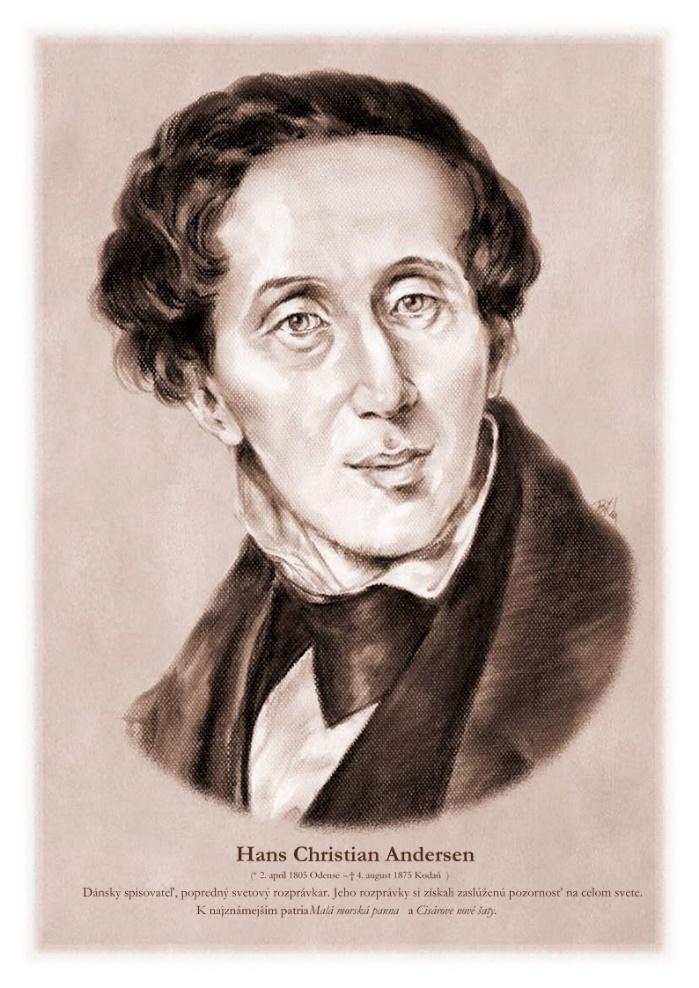 Hans Christian Andersen
(* 2. apríl 1805 Odense – † 4. august 1875 Kodaň )
Dánsky spisovateľ, popredný svetový rozprávkar. Jeho rozprávky si získali zaslúženú pozornosť na celom svete.
K najznámejším patria Malá morská panna a Cisárove nové šaty.